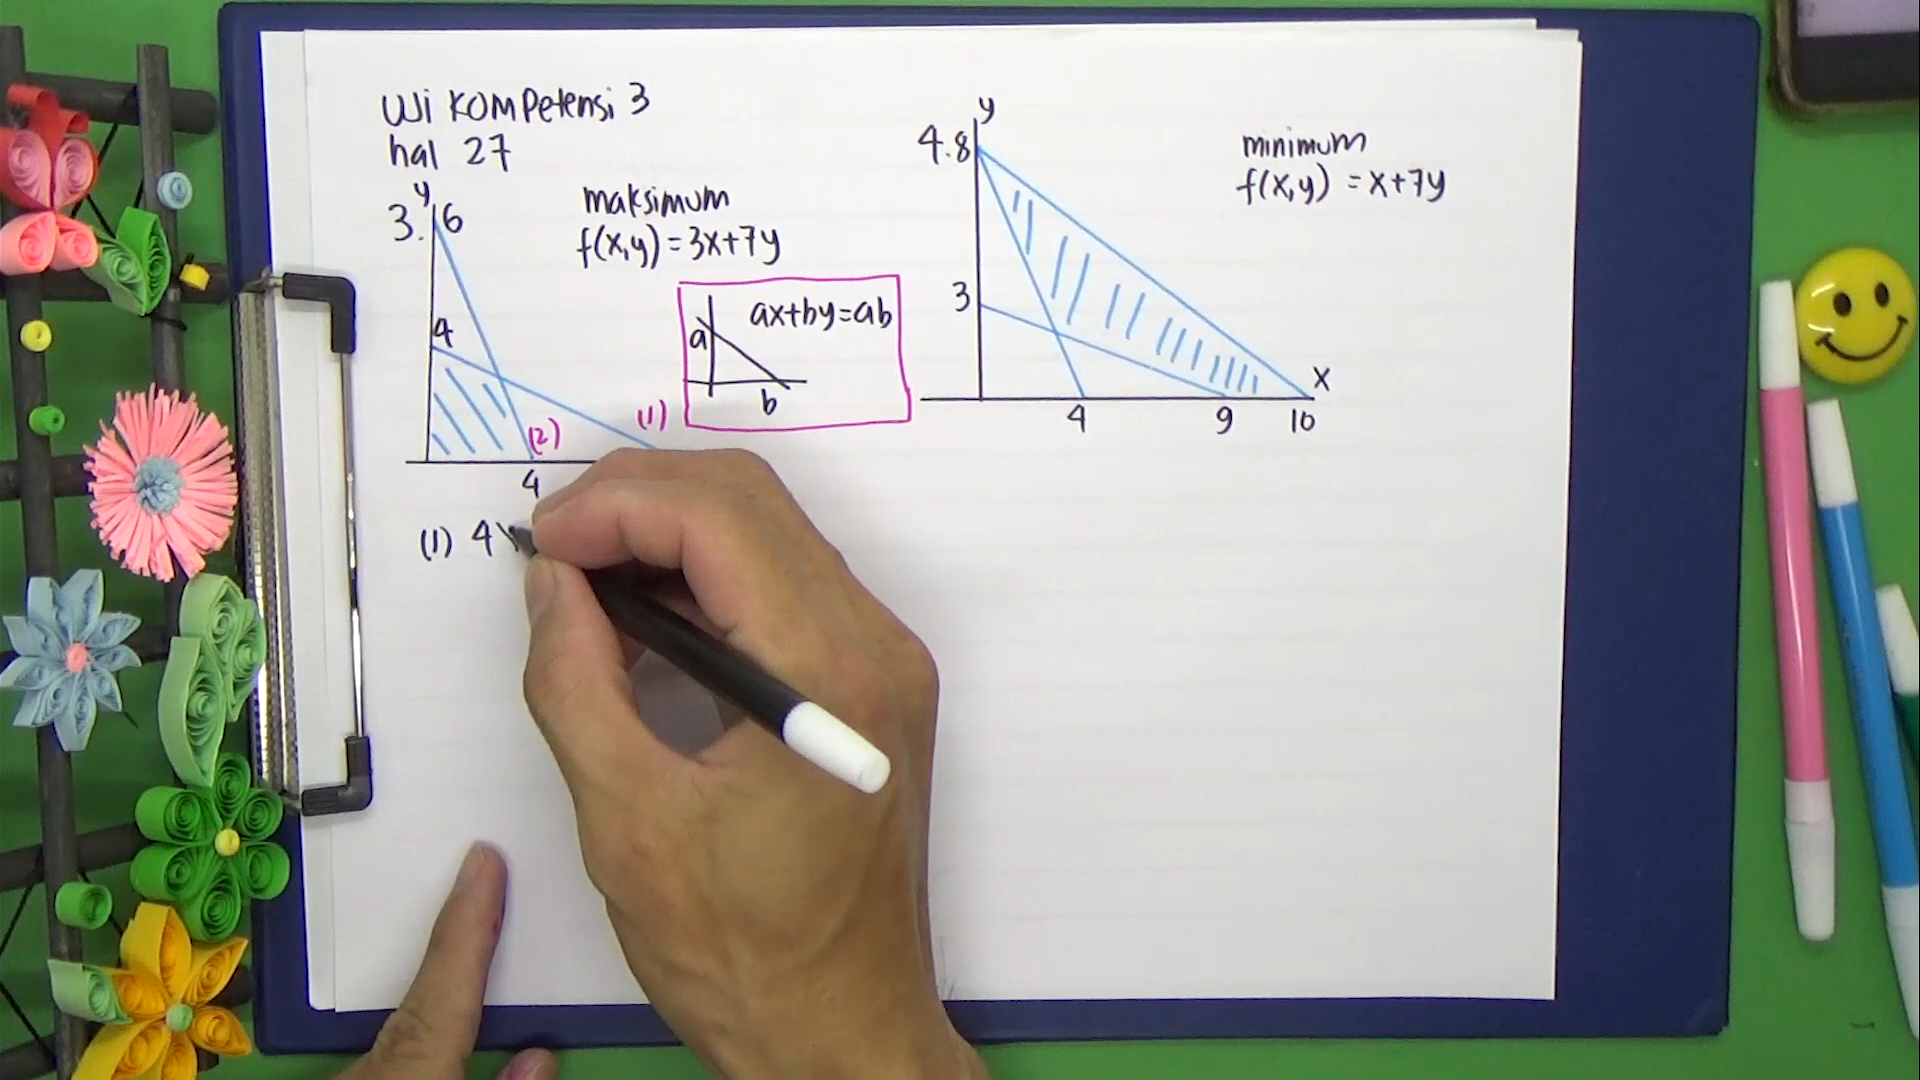 Uji Kompetensi 3
hal 27
y
3. 6
4
4
maksimum
f(x,y) = 3x+7y
ax+by=ab
a
b
(1)
(2)
(1) 4x
y
4. 8
3
4
9
10
x
minimum
f(x,y) = x+7y